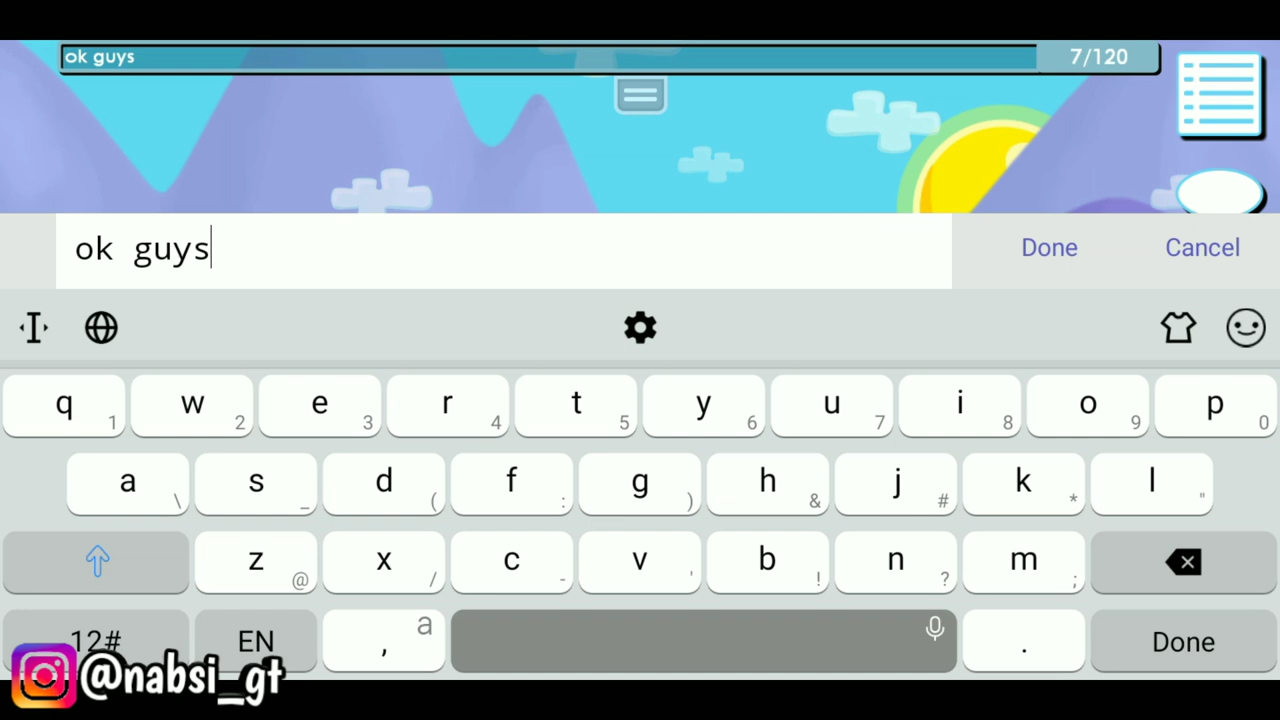 ok guys 7/120
ok guys Done Cancel
q 1 w 2 e 3 r 4 t 5 y 6 u 7 i 8 o 9 p 0
a \ s _ d ( f : g ) h & j # k * l "
z @ x / c - v ' b ! n ? m ;
12# EN , a . Done
@nabsi_gt